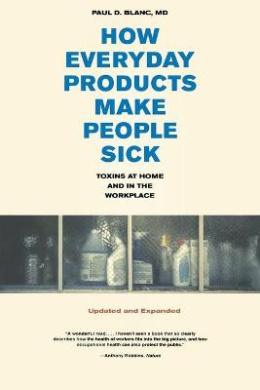 PAUL D. BLANC, MD
HOW
EVERYDAY
PRODUCTS
MAKE
PEOPLE
SICK
TOXINS AT HOME
AND IN THE
WORKPLACE
Updated and Expanded
"A wonderful read. . . . I haven't seen a book that so clearly
describes how the health of workers fits into the big picture, and how
occupational health can also protect the public."
—Anthony Robbins, Nature